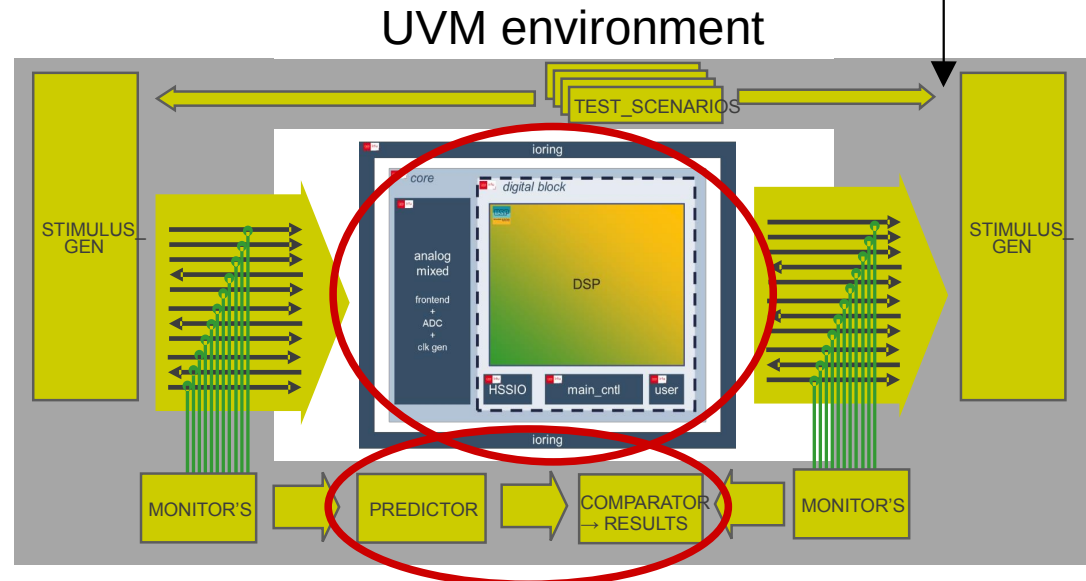 UVM environment
TEST_SCENARIOS
STIMULUS_
GEN
ioring
core
digital block
analog
mixed
frontend
+
ADC
+
clk gen
DSP
HSSIO
main_cntl
user
ioring
STIMULUS_
GEN
MONITOR'S
PREDICTOR
COMPARATOR
→ RESULTS
MONITOR'S